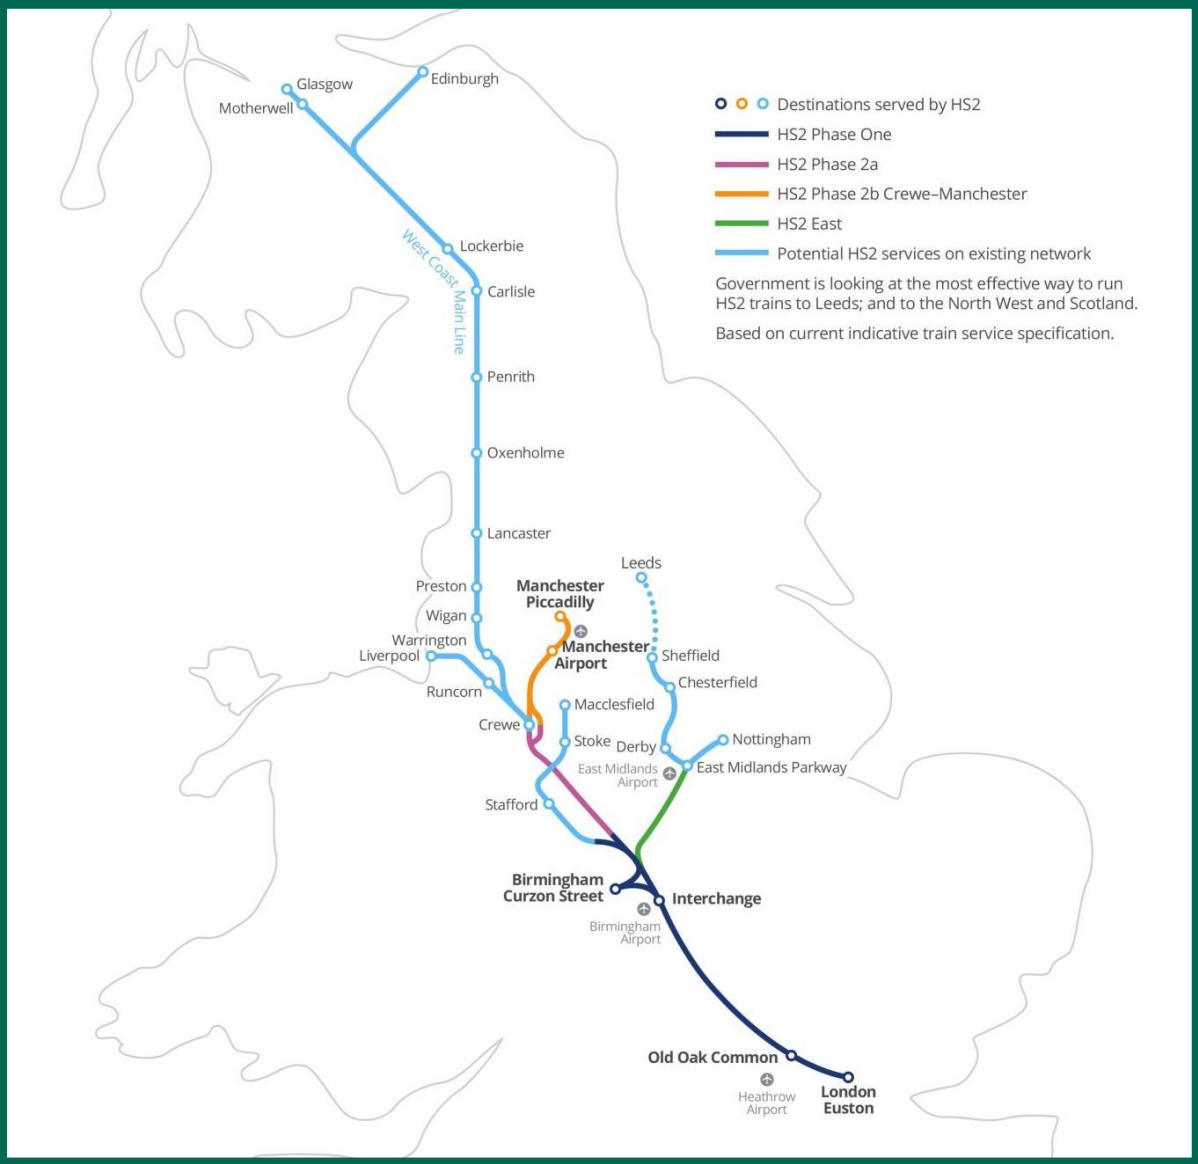 Glasgow
Edinburgh
Motherwell
Destinations served by HS2
HS2 Phase One
HS2 Phase 2a
HS2 Phase 2b Crewe–Manchester
HS2 East
Potential HS2 services on existing network
Government is looking at the most effective way to run
HS2 trains to Leeds; and to the North West and Scotland.
Based on current indicative train service specification.
Lockerbie
West Coast Main Line
Carlisle
Penrith
Oxenholme
Lancaster
Leeds
Preston
Manchester
Piccadilly
Wigan
Warrington
Liverpool
Manchester
Airport
Sheffield
Runcorn
Chesterfield
Macclesfield
Crewe
Stoke
Derby
Nottingham
East Midlands
Airport
East Midlands Parkway
Stafford
Birmingham
Curzon Street
Interchange
Birmingham
Airport
Old Oak Common
Heathrow
Airport
London
Euston